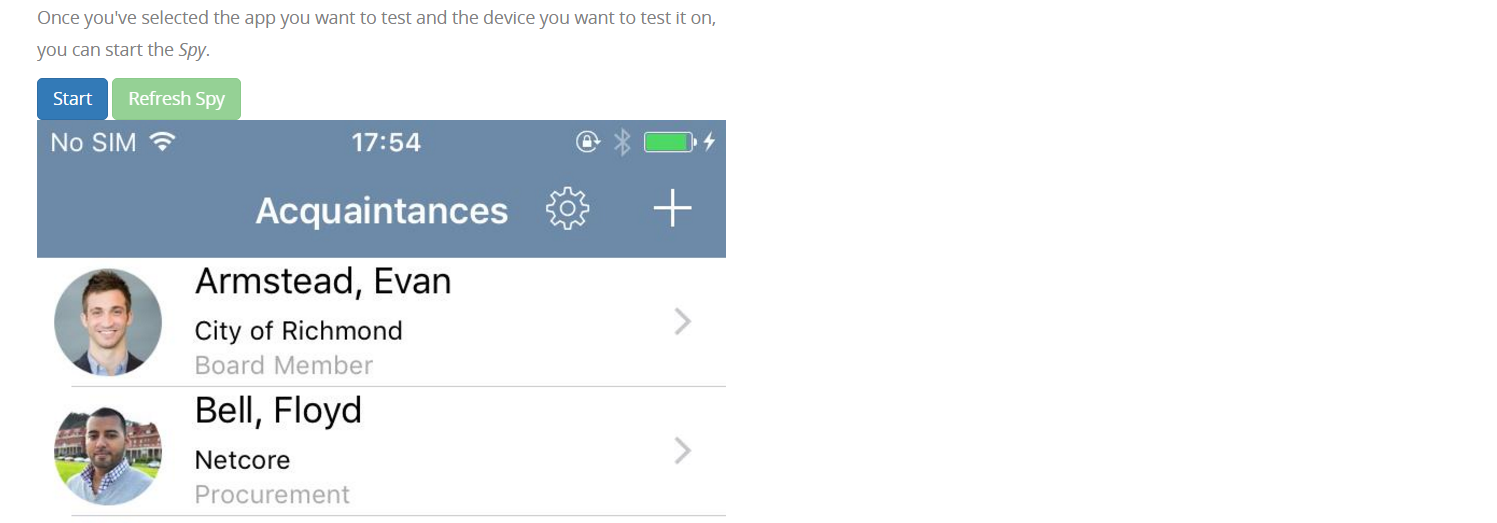 Once you've selected the app you want to test and the device you want to test it on,
you can start the Spy.
Start Refresh Spy
No SIM 17:54
Acquaintances
Armstead, Evan
City of Richmond
Board Member
Bell, Floyd
Netcore
Procurement